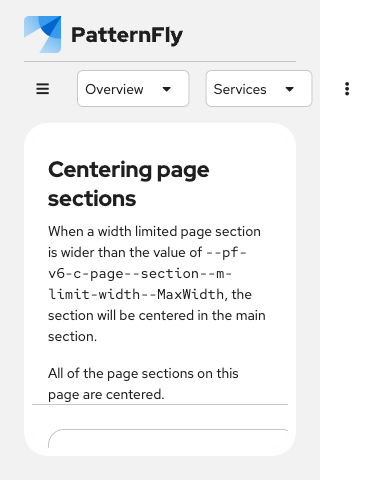 PatternFly
Overview
Services
Centering page
sections
When a width limited page section
is wider than the value of --pf-
v6-c-page--section--m-
limit-width--MaxWidth, the
section will be centered in the main
section.
All of the page sections on this
page are centered.